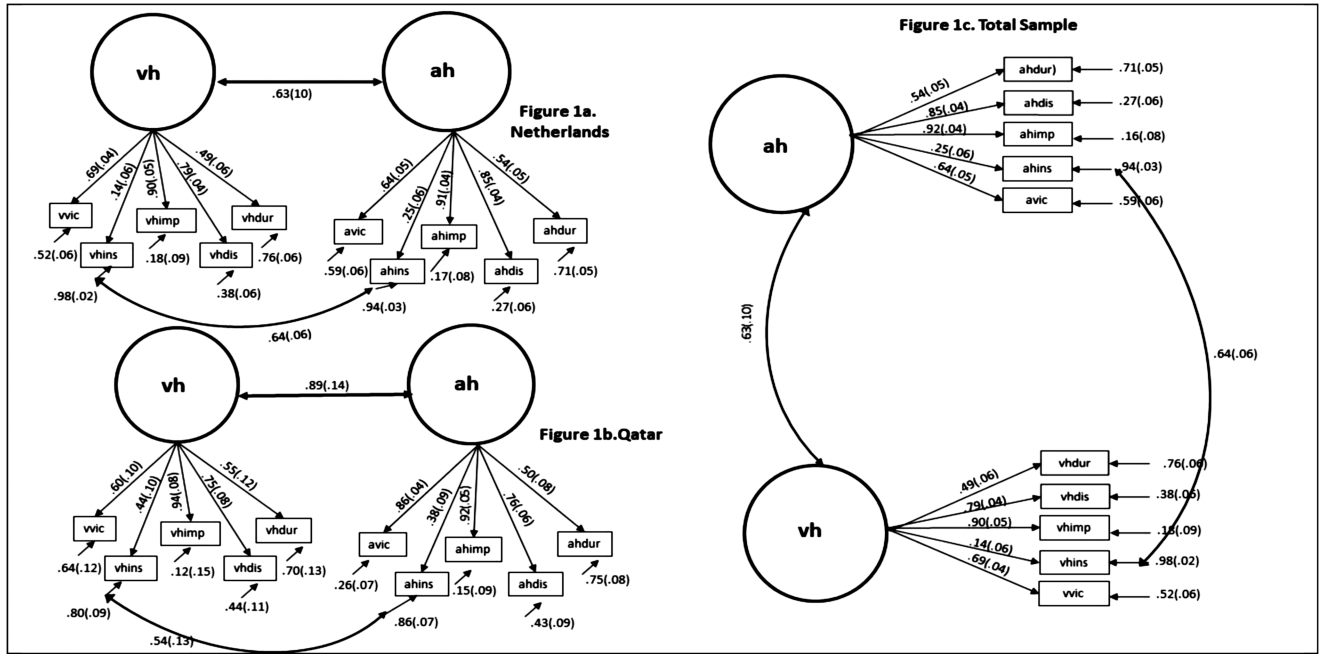 vh
ah
.63(10)
Figure 1a.
Netherlands
.69(.04)
.14(.06)
.90(.05)
.79(.04)
.49(.06)
vvic
vhins
vhimp
vhdis
vhdur
.52(.06)
.98(.02)
.18(.09)
.38(.06)
.76(.06)
.64(.05)
.25(.06)
.91(.04)
.85(.04)
.54(.05)
avic
ahins
ahimp
ahdis
ahdur
.59(.06)
.94(.03)
.17(.08)
.27(.06)
.71(.05)
.64(.06)
vh
ah
.89(.14)
Figure 1b.Qatar
.60(.10)
.44(.10)
.94(.08)
.75(.08)
.55(.12)
vvic
vhins
vhimp
vhdis
vhdur
.64(.12)
.80(.09)
.12(.15)
.44(.11)
.70(.13)
.86(.04)
.38(.09)
.92(.05)
.76(.06)
.50(.08)
avic
ahins
ahimp
ahdis
ahdur
.26(.07)
.86(.07)
.15(.09)
.43(.09)
.75(.08)
.54(.13)
Figure 1c. Total Sample
ah
.54(.05)
.85(.04)
.92(.04)
.25(.06)
.64(.05)
ahdur)
ahdis
ahimp
ahins
avic
.71(.05)
.27(.06)
.16(.08)
.94(.03)
.59(.06)
.63(.10)
.64(.06)
vh
.49(.06)
.79(.04)
.90(.05)
.14(.06)
.69(.04)
vhdur
vhdis
vhimp
vhins
vvic
.76(.06)
.38(.06)
.18(.09)
.98(.02)
.52(.06)